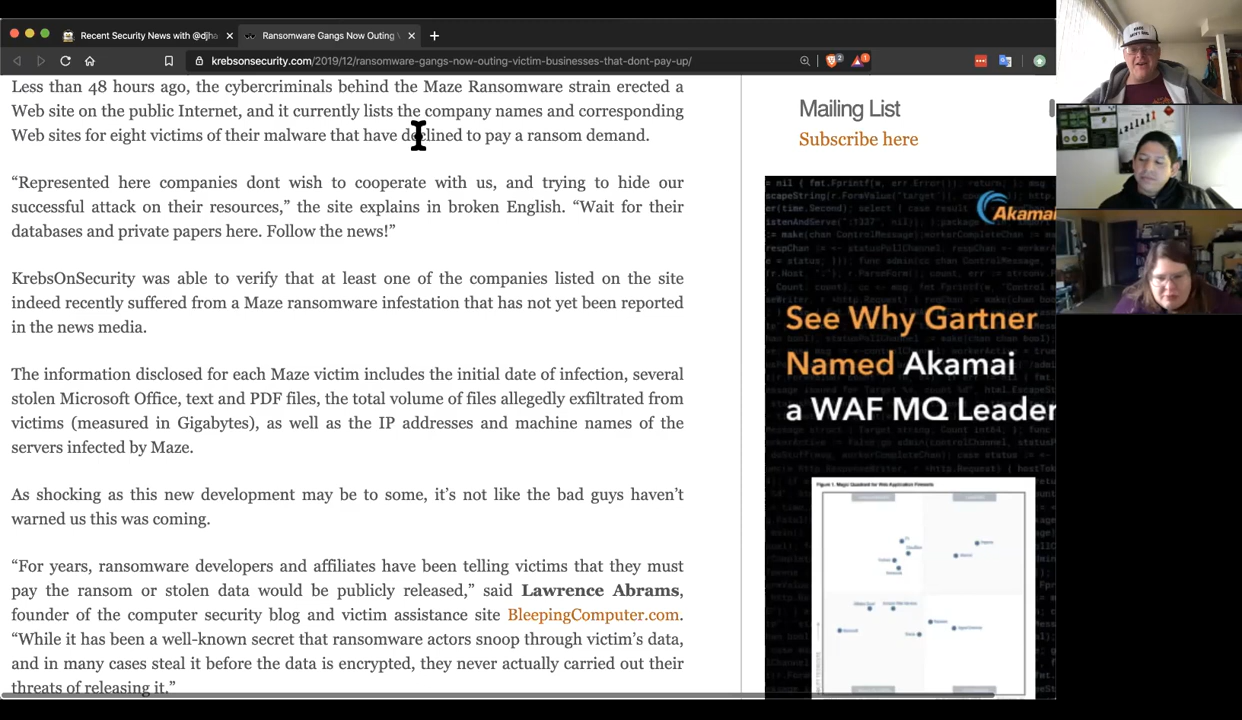 Recent Security News with @djha
Ransomware Gangs Now Outing V
krebsonsecurity.com/2019/12/ransomware-gangs-now-outing-victim-businesses-that-dont-pay-up/
2
1
Less than 48 hours ago, the cybercriminals behind the Maze Ransomware strain erected a
Web site on the public Internet, and it currently lists the company names and corresponding
Web sites for eight victims of their malware that have declined to pay a ransom demand.
“Represented here companies dont wish to cooperate with us, and trying to hide our
successful attack on their resources,” the site explains in broken English. “Wait for their
databases and private papers here. Follow the news!”
KrebsOnSecurity was able to verify that at least one of the companies listed on the site
indeed recently suffered from a Maze ransomware infestation that has not yet been reported
in the news media.
The information disclosed for each Maze victim includes the initial date of infection, several
stolen Microsoft Office, text and PDF files, the total volume of files allegedly exfiltrated from
victims (measured in Gigabytes), as well as the IP addresses and machine names of the
servers infected by Maze.
As shocking as this new development may be to some, it’s not like the bad guys haven’t
warned us this was coming.
“For years, ransomware developers and affiliates have been telling victims that they must
pay the ransom or stolen data would be publicly released,” said Lawrence Abrams,
founder of the computer security blog and victim assistance site BleepingComputer.com.
“While it has been a well-known secret that ransomware actors snoop through victim’s data,
and in many cases steal it before the data is encrypted, they never actually carried out their
threats of releasing it.”
Mailing List
Subscribe here
Akamai
See Why Gartner
Named Akamai
a WAF MQ Leader
Figure 1. Magic Quadrant for Web Application Firewalls